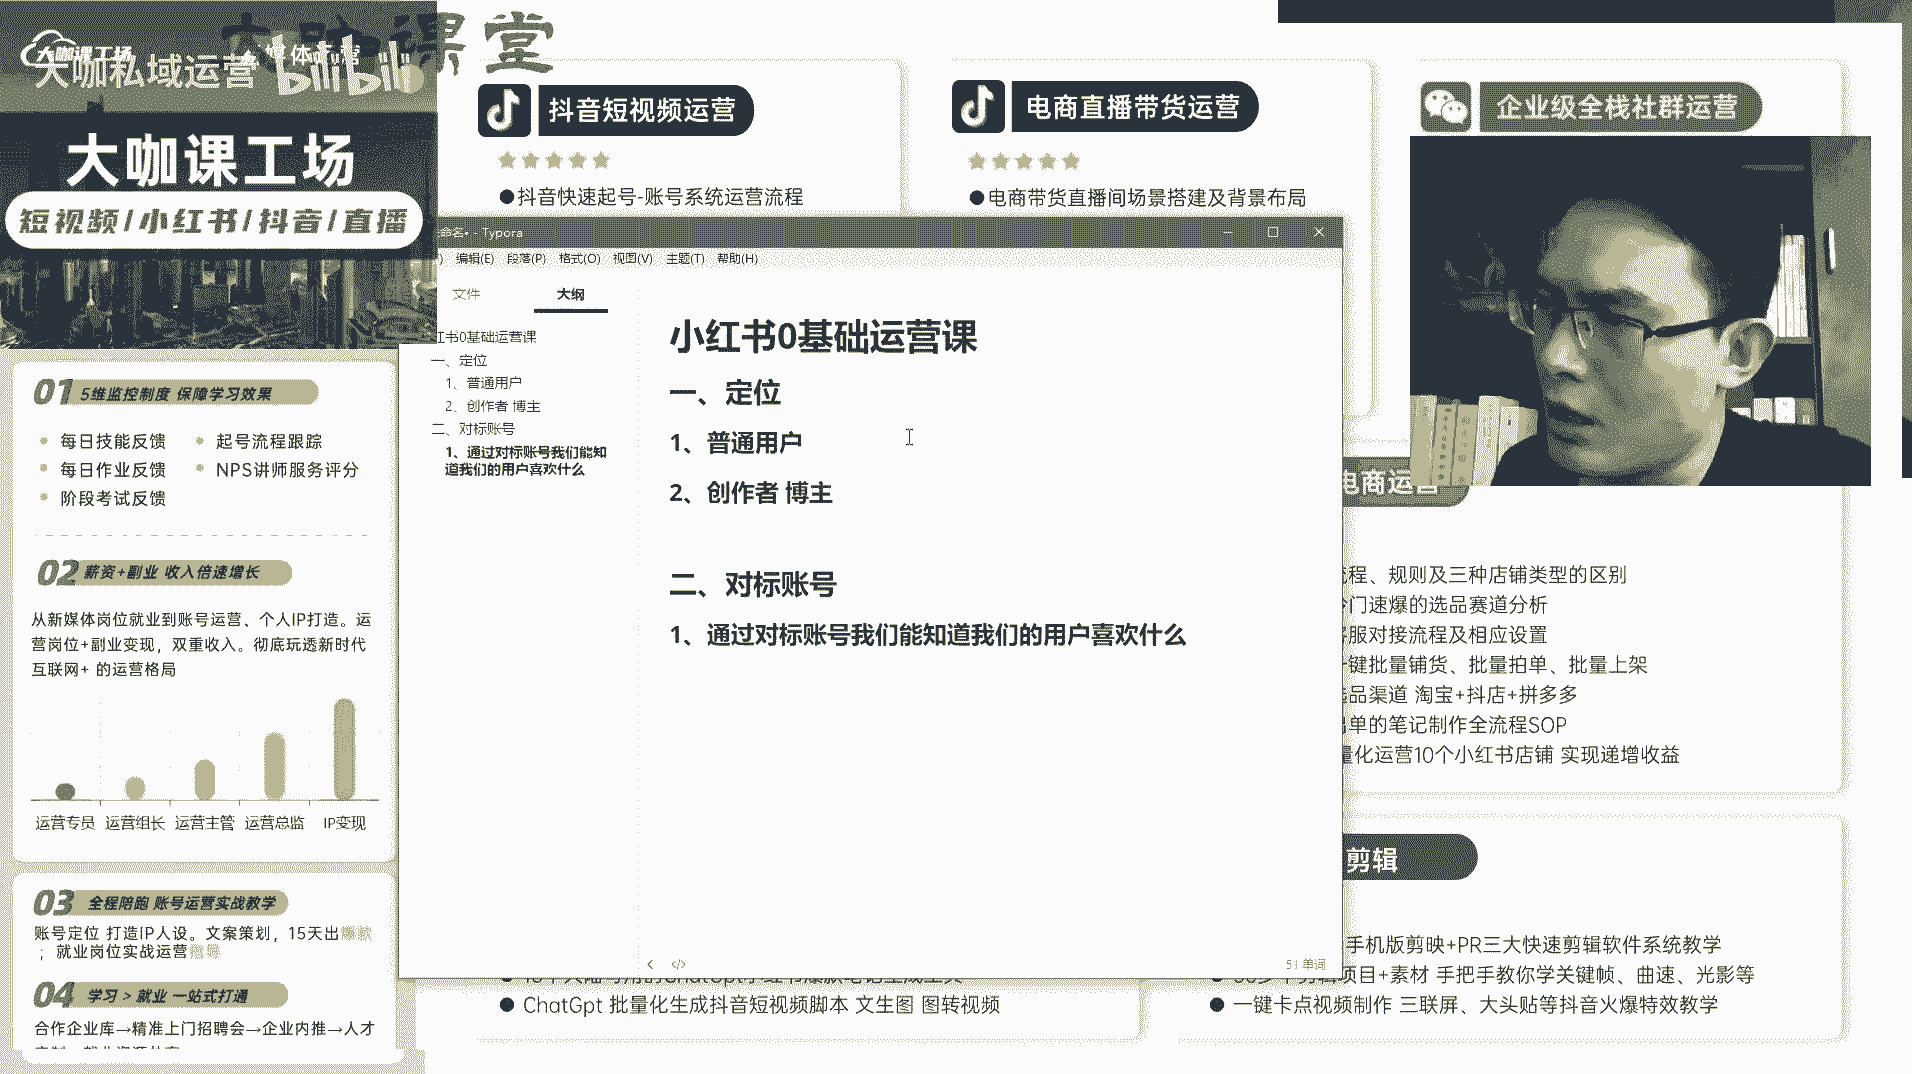 大咖私域运营
bilibili
课堂
大咖课工场
短视频/小红书/抖音/直播
01 5维监控制度 保障学习效果
每日技能反馈
起号流程跟踪
每日作业反馈
NPS讲师服务评分
阶段考试反馈
02 薪资+副业 收入倍速增长
从新媒体岗位就业到账号运营、个人IP打造。运
营岗位+副业变现，双重收入。彻底玩透新时代
互联网+ 的运营格局
运营专员 运营组长 运营主管 运营总监 IP变现
03 全程陪跑 账号运营实战教学
账号定位 打造IP人设。文案策划，15天出爆款
；就业岗位实战运营指导
04 学习 > 就业 一站式打通
合作企业库→精准上门招聘会→企业内推→人才
抖音短视频运营
●抖音快速起号-账号系统运营流程
电商直播带货运营
●电商带货直播间场景搭建及背景布局
企业级全栈社群运营
命名• - Typora
编辑(E) 段落(P) 格式(O) 视图(V) 主题(T) 帮助(H)
文件 大纲
红书0基础运营课
一、定位
1、普通用户
2、创作者 博主
二、对标账号
1、通过对标账号我们能知
道我们的用户喜欢什么
小红书0基础运营课
一、定位
1、普通用户
2、创作者 博主
二、对标账号
1、通过对标账号我们能知道我们的用户喜欢什么
51 单词
电商运营
程、规则及三种店铺类型的区别
门速爆的选品赛道分析
服对接流程及相应设置
键批量铺货、批量拍单、批量上架
品渠道 淘宝+抖店+拼多多
单的笔记制作全流程SOP
量化运营10个小红书店铺 实现递增收益
● ChatGpt 批量化生成抖音短视频脚本 文生图 图转视频
剪辑
手机版剪映+PR三大快速剪辑软件系统教学
项目+素材 手把手教你学关键帧、曲速、光影等
● 一键卡点视频制作 三联屏、大头贴等抖音火爆特效教学